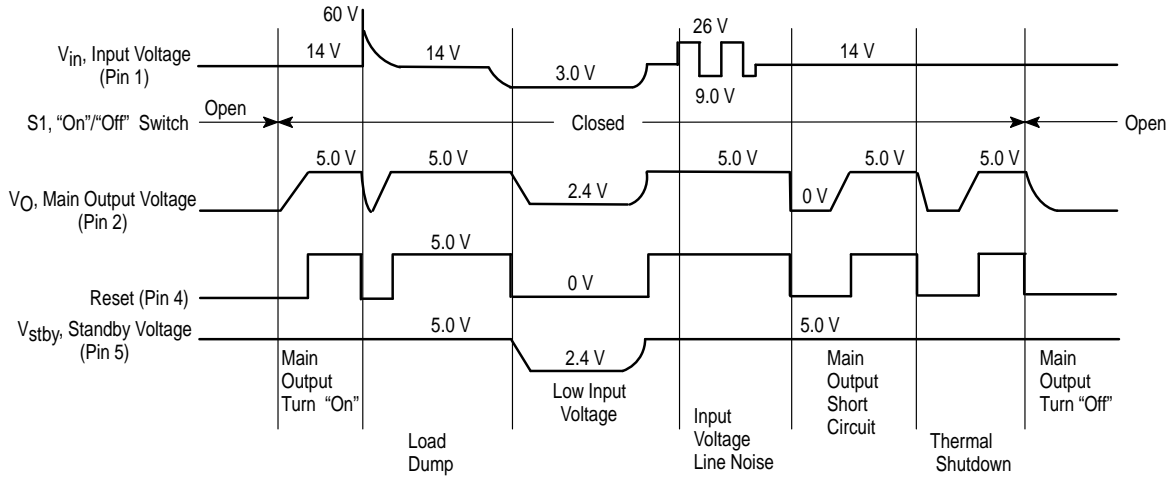 60 V
26 V
14 V
14 V
14 V
Vin, Input Voltage
(Pin 1)
3.0 V
9.0 V
Open
S1, “On”/“Off” Switch
Closed
Open
5.0 V
5.0 V
5.0 V
5.0 V
5.0 V
VO, Main Output Voltage
(Pin 2)
2.4 V
0 V
5.0 V
Reset (Pin 4)
0 V
Vstby, Standby Voltage
(Pin 5)
5.0 V
5.0 V
2.4 V
Main
Output
Turn “On”
Load
Dump
Low Input
Voltage
Input
Voltage
Line Noise
Main
Output
Short
Circuit
Thermal
Shutdown
Main
Output
Turn “Off”